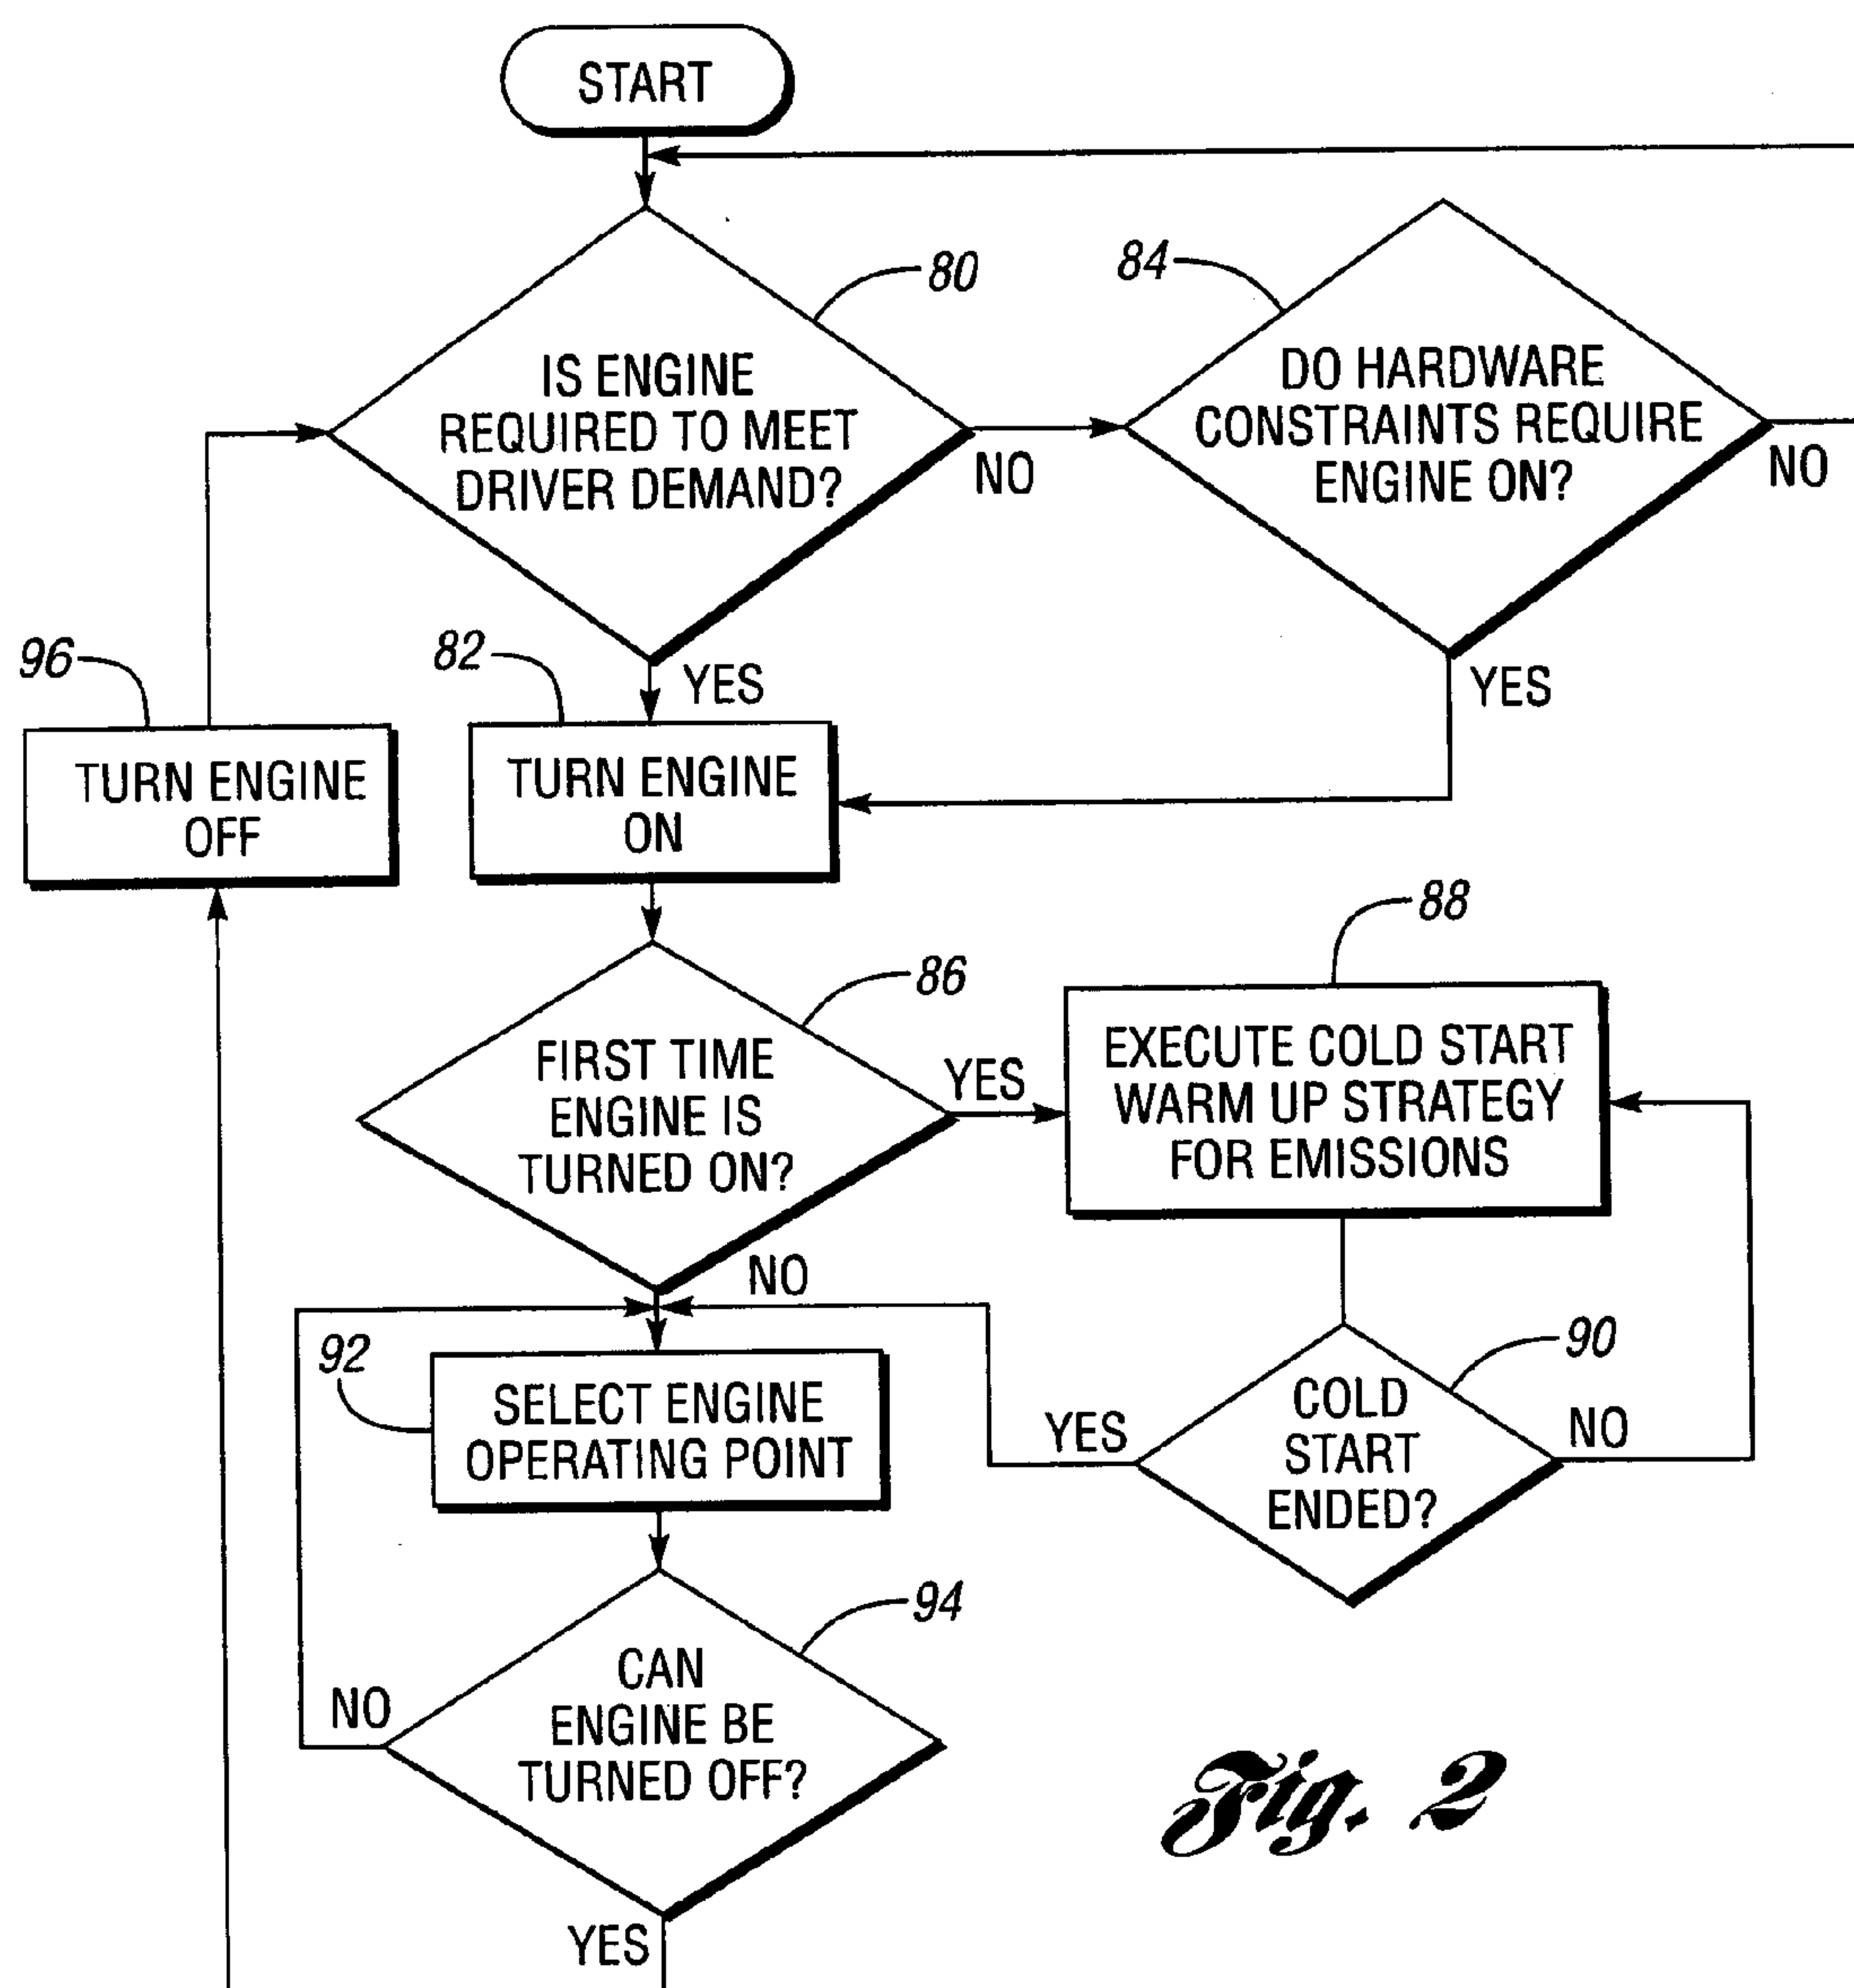 START
80
IS ENGINE
REQUIRED TO MEET
DRIVER DEMAND?
NO
YES
84
DO HARDWARE
CONSTRAINTS REQUIRE
ENGINE ON?
NO
YES
96
TURN ENGINE
OFF
82
TURN ENGINE
ON
86
FIRST TIME
ENGINE IS
TURNED ON?
YES
NO
88
EXECUTE COLD START
WARM UP STRATEGY
FOR EMISSIONS
90
COLD
START
ENDED?
YES
NO
92
SELECT ENGINE
OPERATING POINT
94
CAN
ENGINE BE
TURNED OFF?
NO
YES
Fig. 2